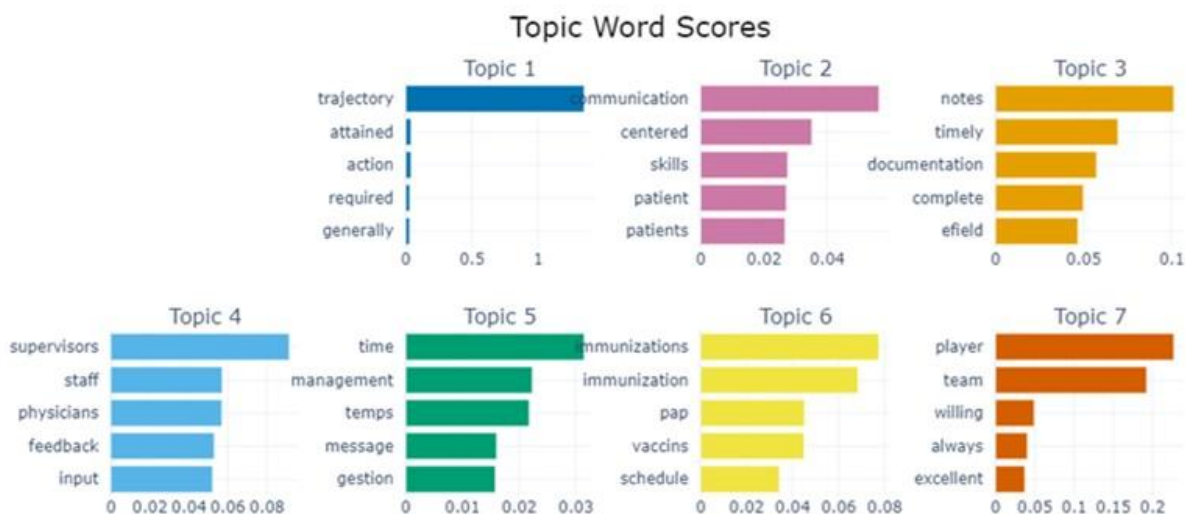 Topic Word Scores
Topic 1
trajectory
attained
action
required
generally
0 0.5 1
Topic 2
communication
centered
skills
patient
patients
0 0.02 0.04
Topic 3
notes
timely
documentation
complete
efield
0 0.05 0.1
Topic 4
supervisors
staff
physicians
feedback
input
0 0.02 0.04 0.06 0.08
Topic 5
time
management
temps
message
gestion
0 0.01 0.02 0.03
Topic 6
immunizations
immunization
pap
vaccins
schedule
0 0.02 0.04 0.06 0.08
Topic 7
player
team
willing
always
excellent
0 0.05 0.1 0.15 0.2